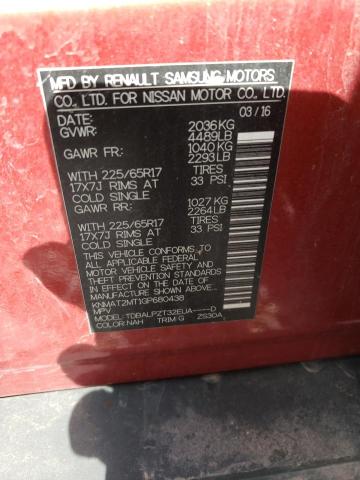 MFD BY RENAULT SAMSUNG MOTORS
CO., LTD. FOR NISSAN MOTOR CO., LTD.
DATE: 03/16
GVWR: 2036KG
4489LB
GAWR FR: 1040KG
2293LB
WITH 225/65R17 TIRES
17X7J RIMS AT 33 PSI
COLD SINGLE
GAWR RR: 1027KG
2264LB
WITH 225/65R17 TIRES
17X7J RIMS AT 33 PSI
COLD SINGLE
THIS VEHICLE CONFORMS TO
ALL APPLICABLE FEDERAL
MOTOR VEHICLE SAFETY, BUMPER,
AND THEFT PREVENTION STANDARDS
IN EFFECT ON THE DATE OF
MANUFACTURE SHOWN ABOVE.
KNMAT2MT1GP680438
MPV
MODEL: TDBALPZT32EUA-----D
COLOR: NAH TRIM: G ZS30A